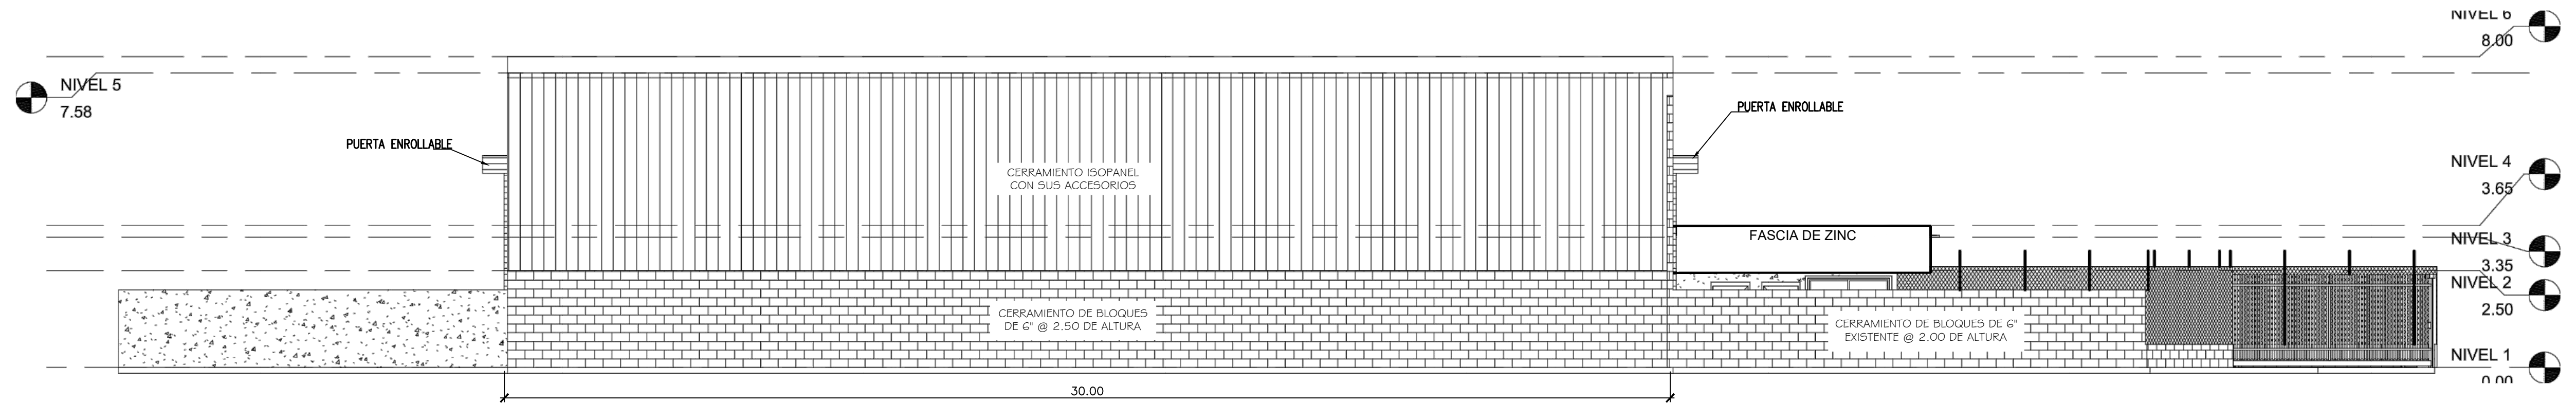 NIVEL 6
8.00
NIVEL 5
7.58
PUERTA ENROLLABLE
PUERTA ENROLLABLE
CERRAMIENTO ISOPANEL
CON SUS ACCESORIOS
NIVEL 4
3.65
FASCIA DE ZINC
NIVEL 3
3.35
NIVEL 2
2.50
CERRAMIENTO DE BLOQUES
DE 6" @ 2.50 DE ALTURA
CERRAMIENTO DE BLOQUES DE 6"
EXISTENTE @ 2.00 DE ALTURA
NIVEL 1
0.00
30.00